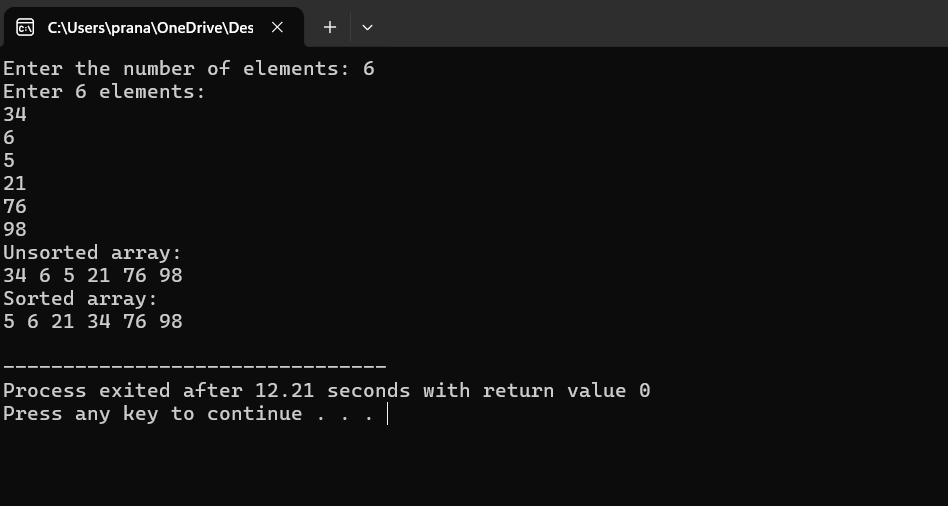 C:\Users\prana\OneDrive\Des
Enter the number of elements: 6
Enter 6 elements:
34
6
5
21
76
98
Unsorted array:
34 6 5 21 76 98
Sorted array:
5 6 21 34 76 98
--------------------------------
Process exited after 12.21 seconds with return value 0
Press any key to continue . . .